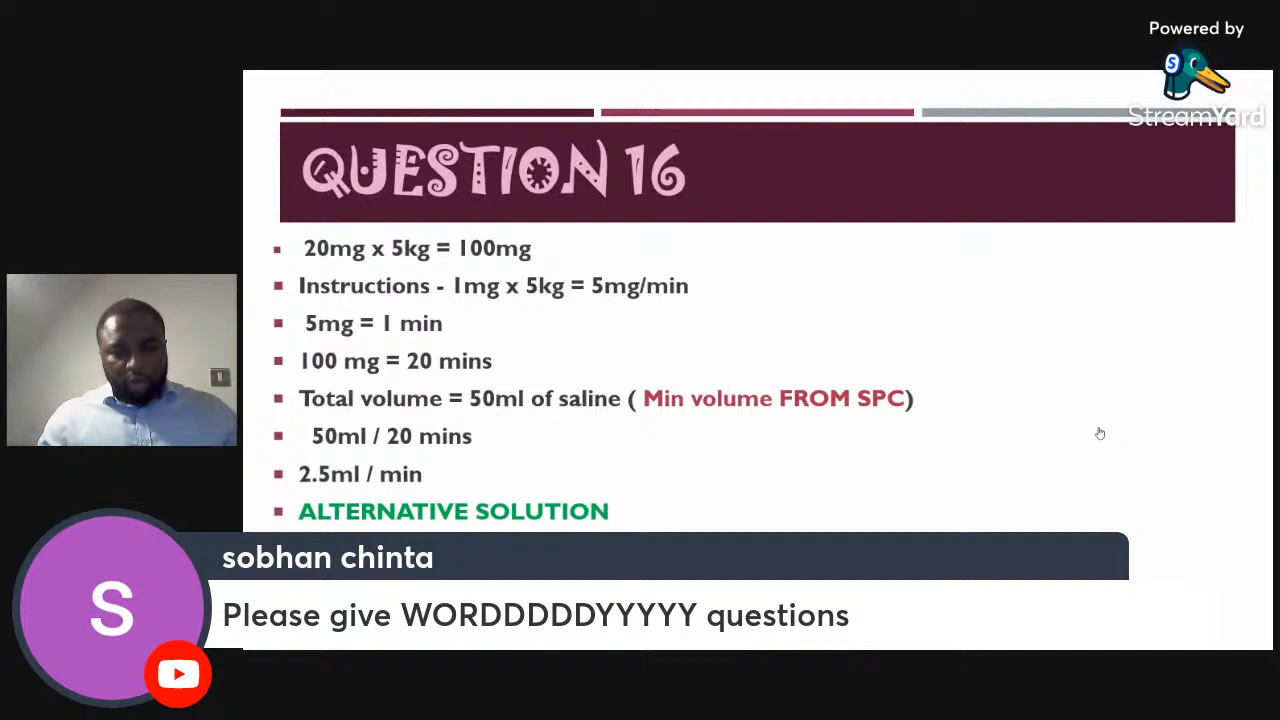 Powered by
StreamYard
QUESTION 16
20mg x 5kg = 100mg
Instructions - 1mg x 5kg = 5mg/min
5mg = 1 min
100 mg = 20 mins
Total volume = 50ml of saline ( Min volume FROM SPC)
50ml / 20 mins
2.5ml / min
ALTERNATIVE SOLUTION
S
sobhan chinta
Please give WORDDDDDYYYYY questions